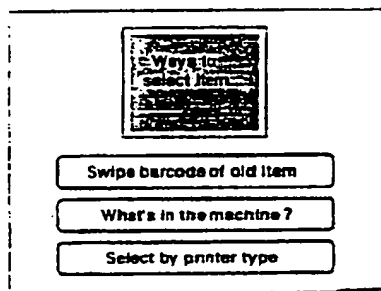 Ways to
select item
Swipe barcode of old item
What's in the machine?
Select by printer type